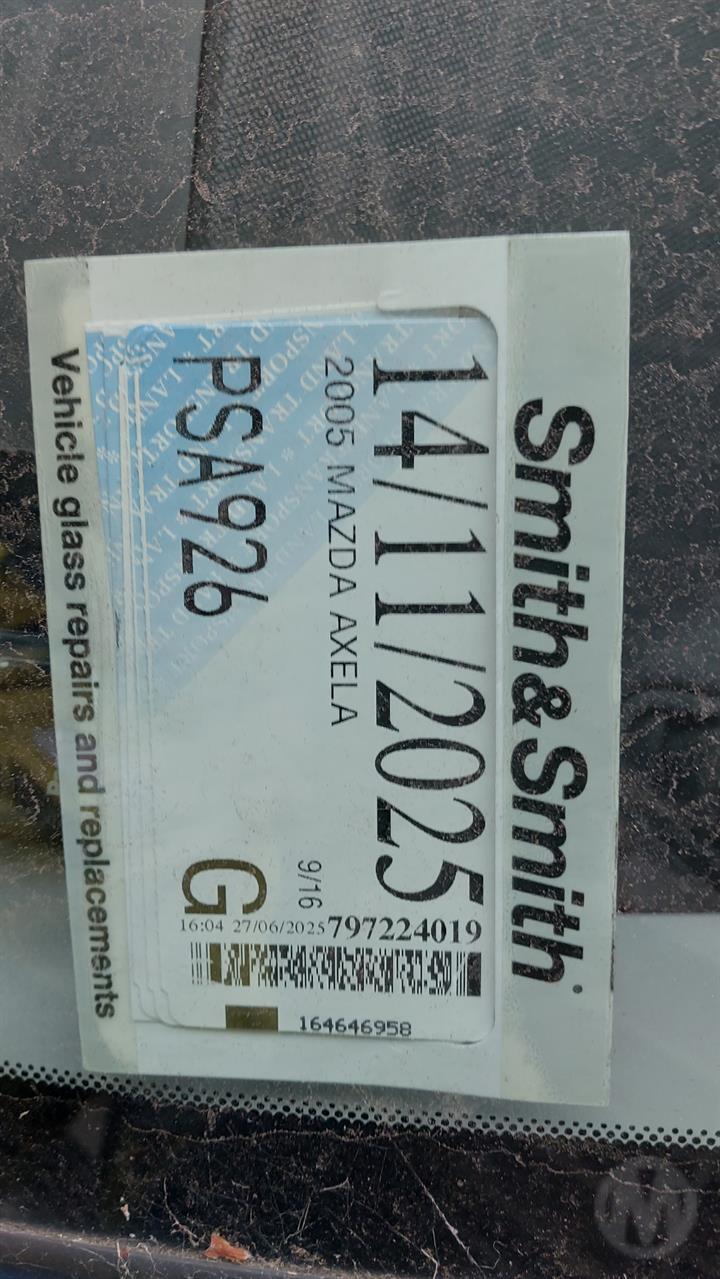 Smith&Smith
14/11/2025
2005 MAZDA AXELA
PSA926
9/16
G
797224019
16:04 27/06/2025
164646958
Vehicle glass repairs and replacements
M